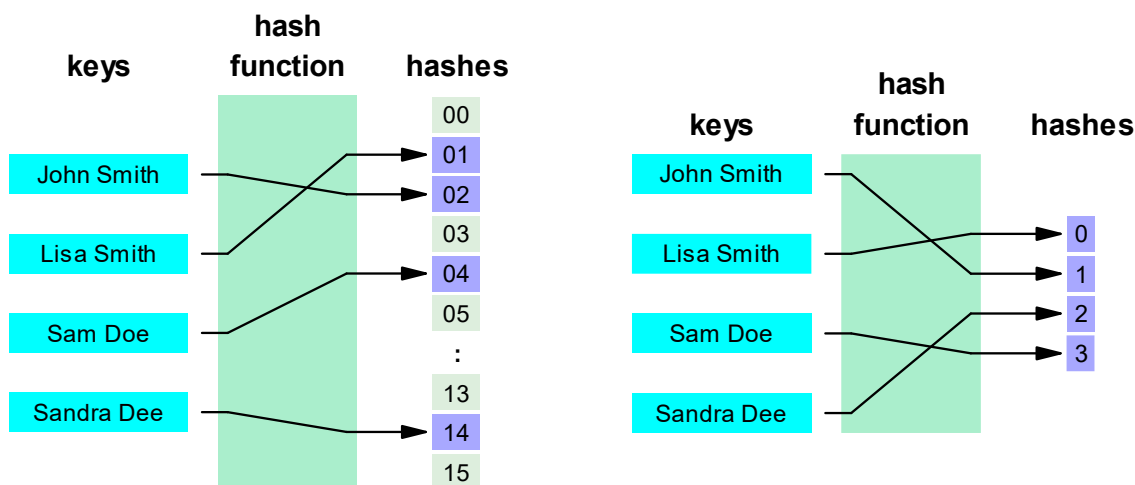 hash
keys function hashes
00
01
John Smith
02
03
Lisa Smith
04
05
Sam Doe
:
13
Sandra Dee
14
15
hash
keys function hashes
John Smith
0
Lisa Smith
1
2
Sam Doe
3
Sandra Dee